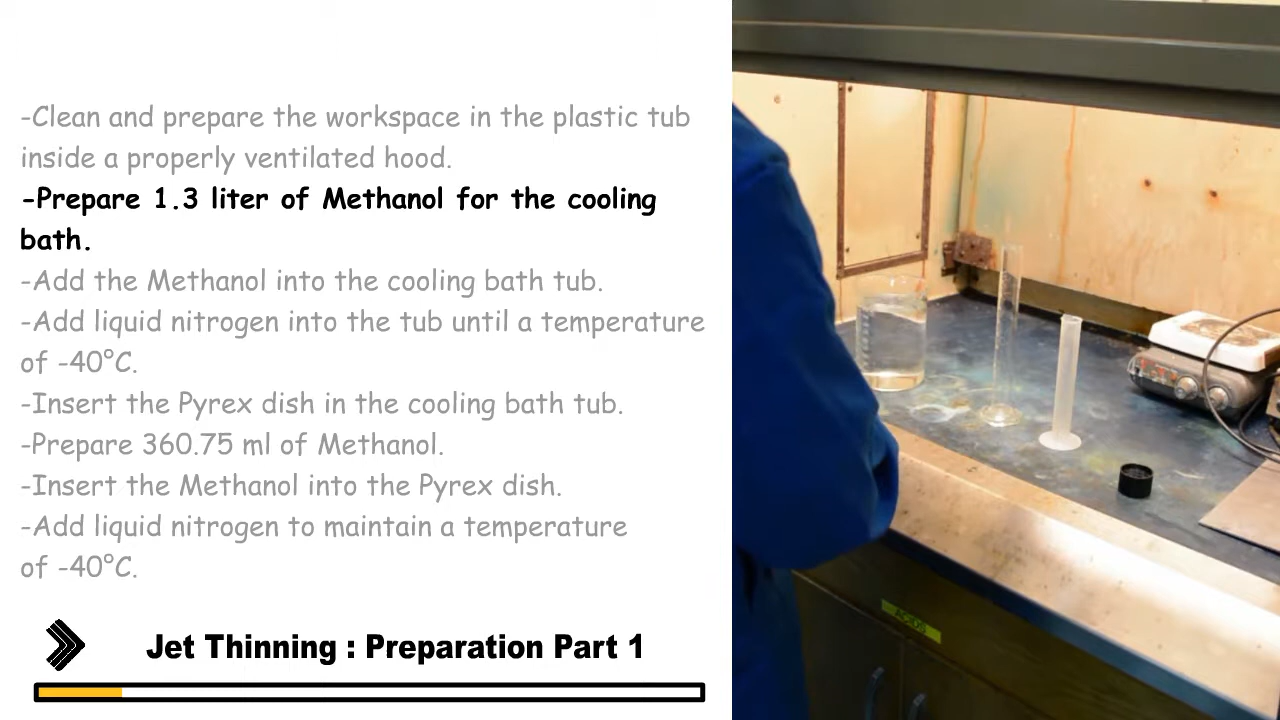 -Clean and prepare the workspace in the plastic tub
inside a properly ventilated hood.
-Prepare 1.3 liter of Methanol for the cooling
bath.
-Add the Methanol into the cooling bath tub.
-Add liquid nitrogen into the tub until a temperature
of -40°C.
-Insert the Pyrex dish in the cooling bath tub.
-Prepare 360.75 ml of Methanol.
-Insert the Methanol into the Pyrex dish.
-Add liquid nitrogen to maintain a temperature
of -40°C.
Jet Thinning : Preparation Part 1
ACIDS